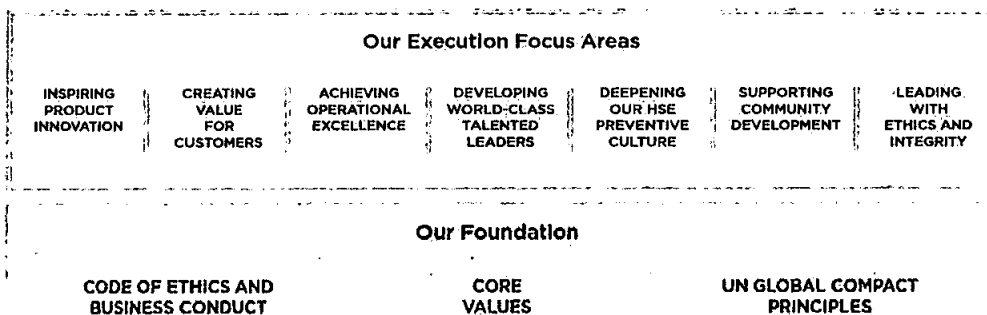 Our Execution Focus Areas
INSPIRING
PRODUCT
INNOVATION
CREATING
VALUE
FOR
CUSTOMERS
ACHIEVING
OPERATIONAL
EXCELLENCE
DEVELOPING
WORLD-CLASS
TALENTED
LEADERS
DEEPENING
OUR HSE
PREVENTIVE
CULTURE
SUPPORTING
COMMUNITY
DEVELOPMENT
LEADING
WITH
ETHICS AND
INTEGRITY
Our Foundation
CODE OF ETHICS AND
BUSINESS CONDUCT
CORE
VALUES
UN GLOBAL COMPACT
PRINCIPLES